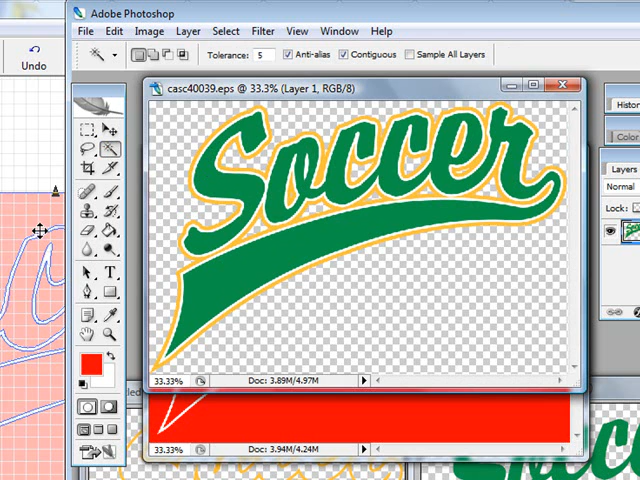 Adobe Photoshop
File Edit Image Layer Select Filter View Window Help
Undo
Tolerance: 5 Anti-alias Contiguous Sample All Layers
casc40039.eps @ 33.3% (Layer 1, RGB/8)
Soccer
Histor
Color
Layers
Normal
Lock:
T
33.33% Doc: 3.89M/4.97M
33.33% Doc: 3.94M/4.24M